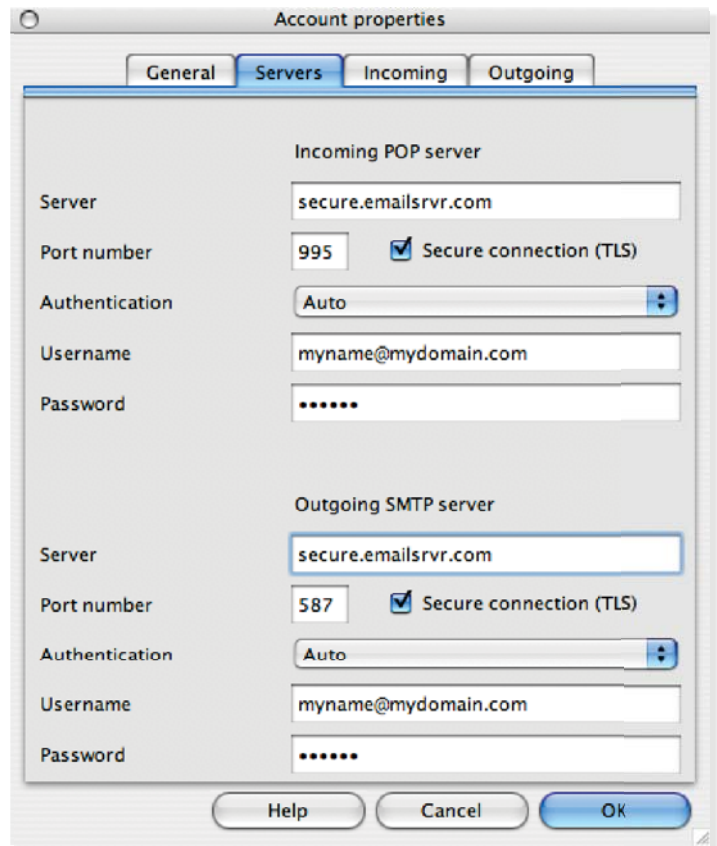 Account properties
General Servers Incoming Outgoing
Incoming POP server
Server secure.emailsrvr.com
Port number 995 Secure connection (TLS)
Authentication Auto
Username myname@mydomain.com
Password ••••••
Outgoing SMTP server
Server secure.emailsrvr.com
Port number 587 Secure connection (TLS)
Authentication Auto
Username myname@mydomain.com
Password ••••••
Help Cancel OK